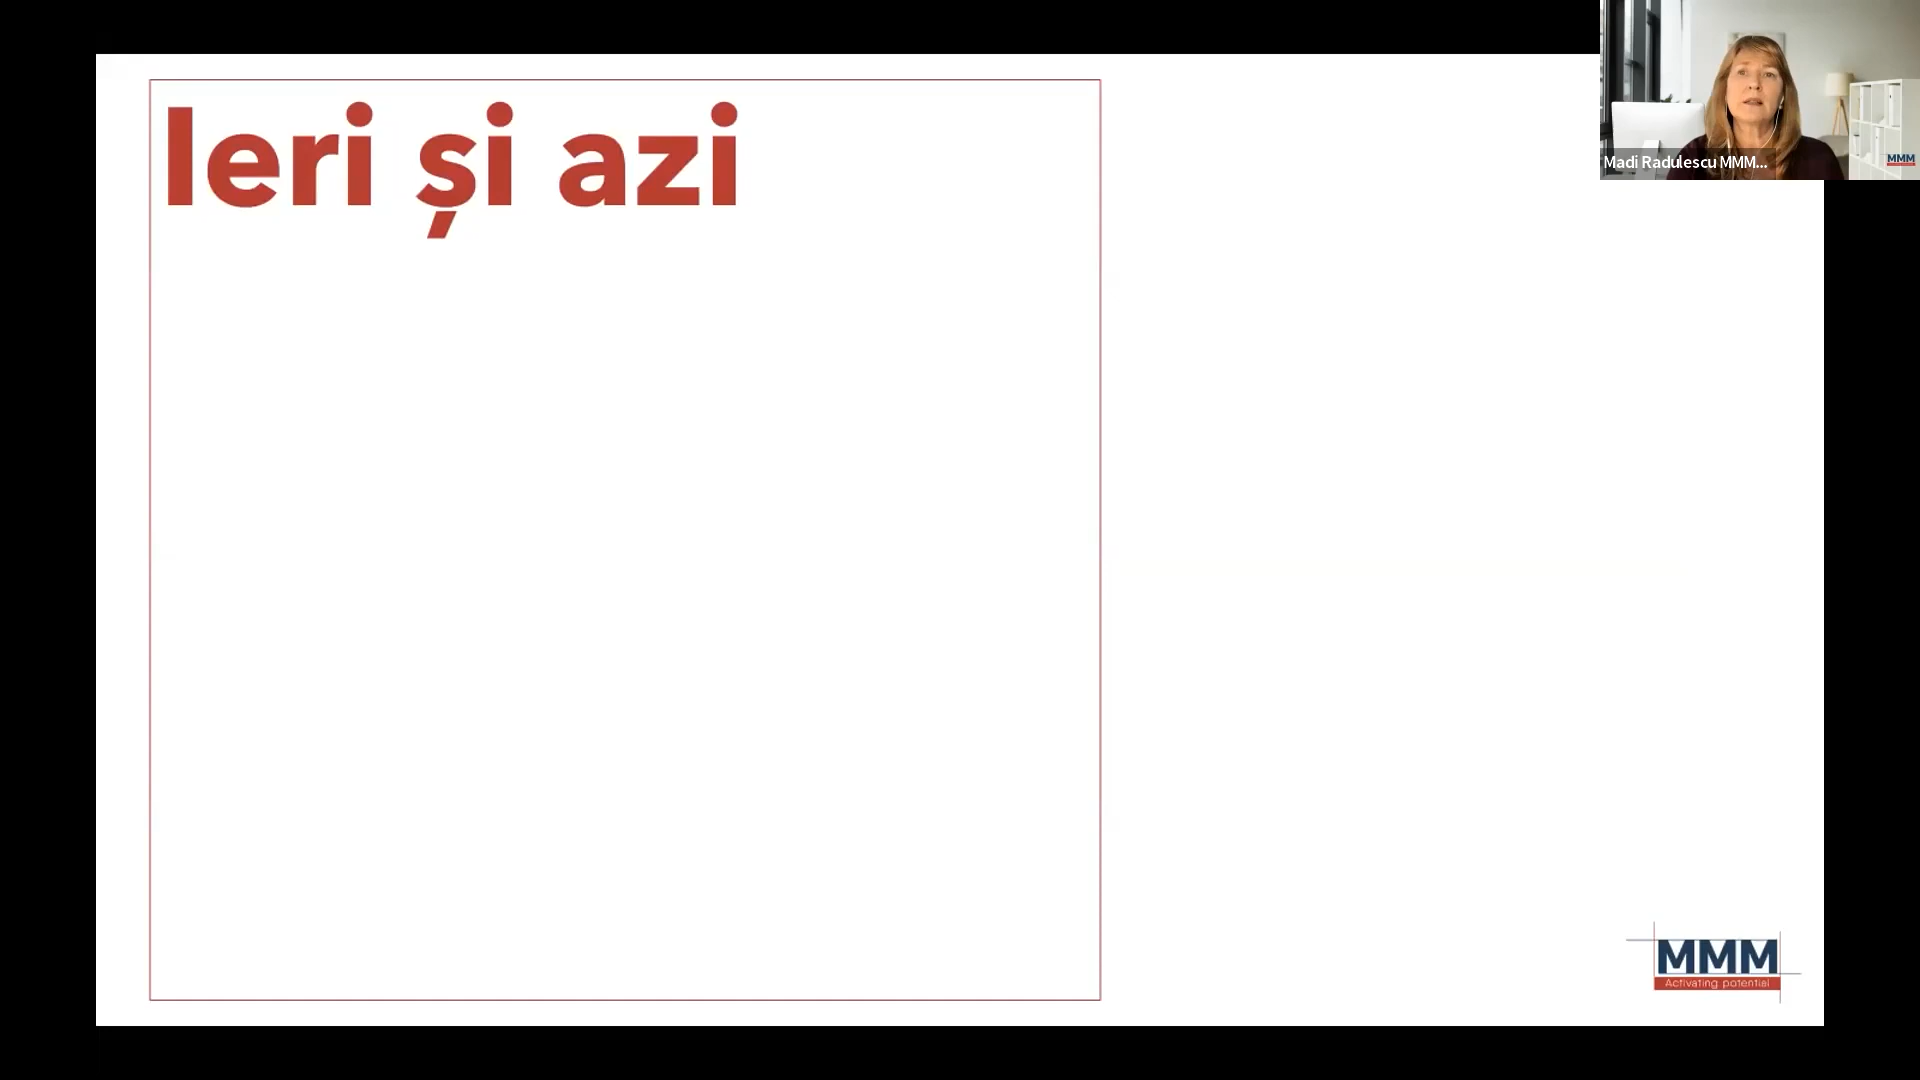 Ieri și azi
Madi Radulescu MMM...
MMM
MMM
Activating potential